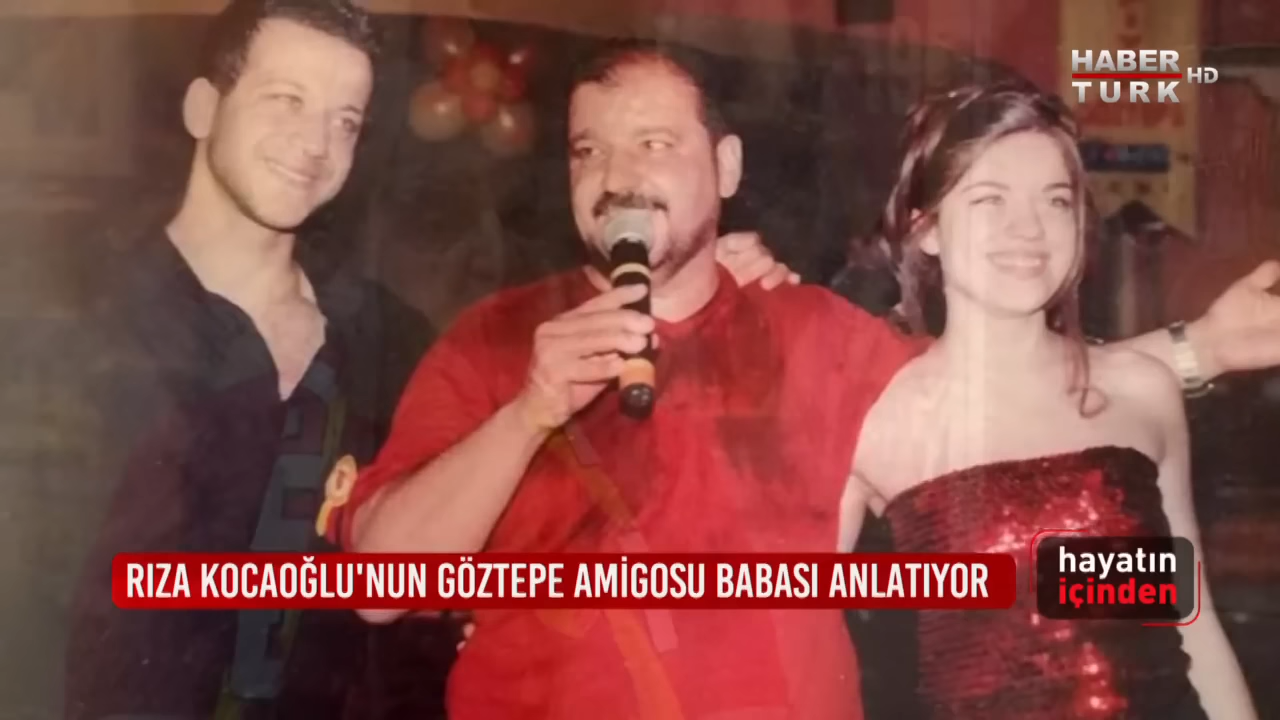 HABER
TURK HD
RIZA KOCAOĞLU'NUN GÖZTEPE AMİGOSU BABASI ANLATIYOR
hayatın
içinden